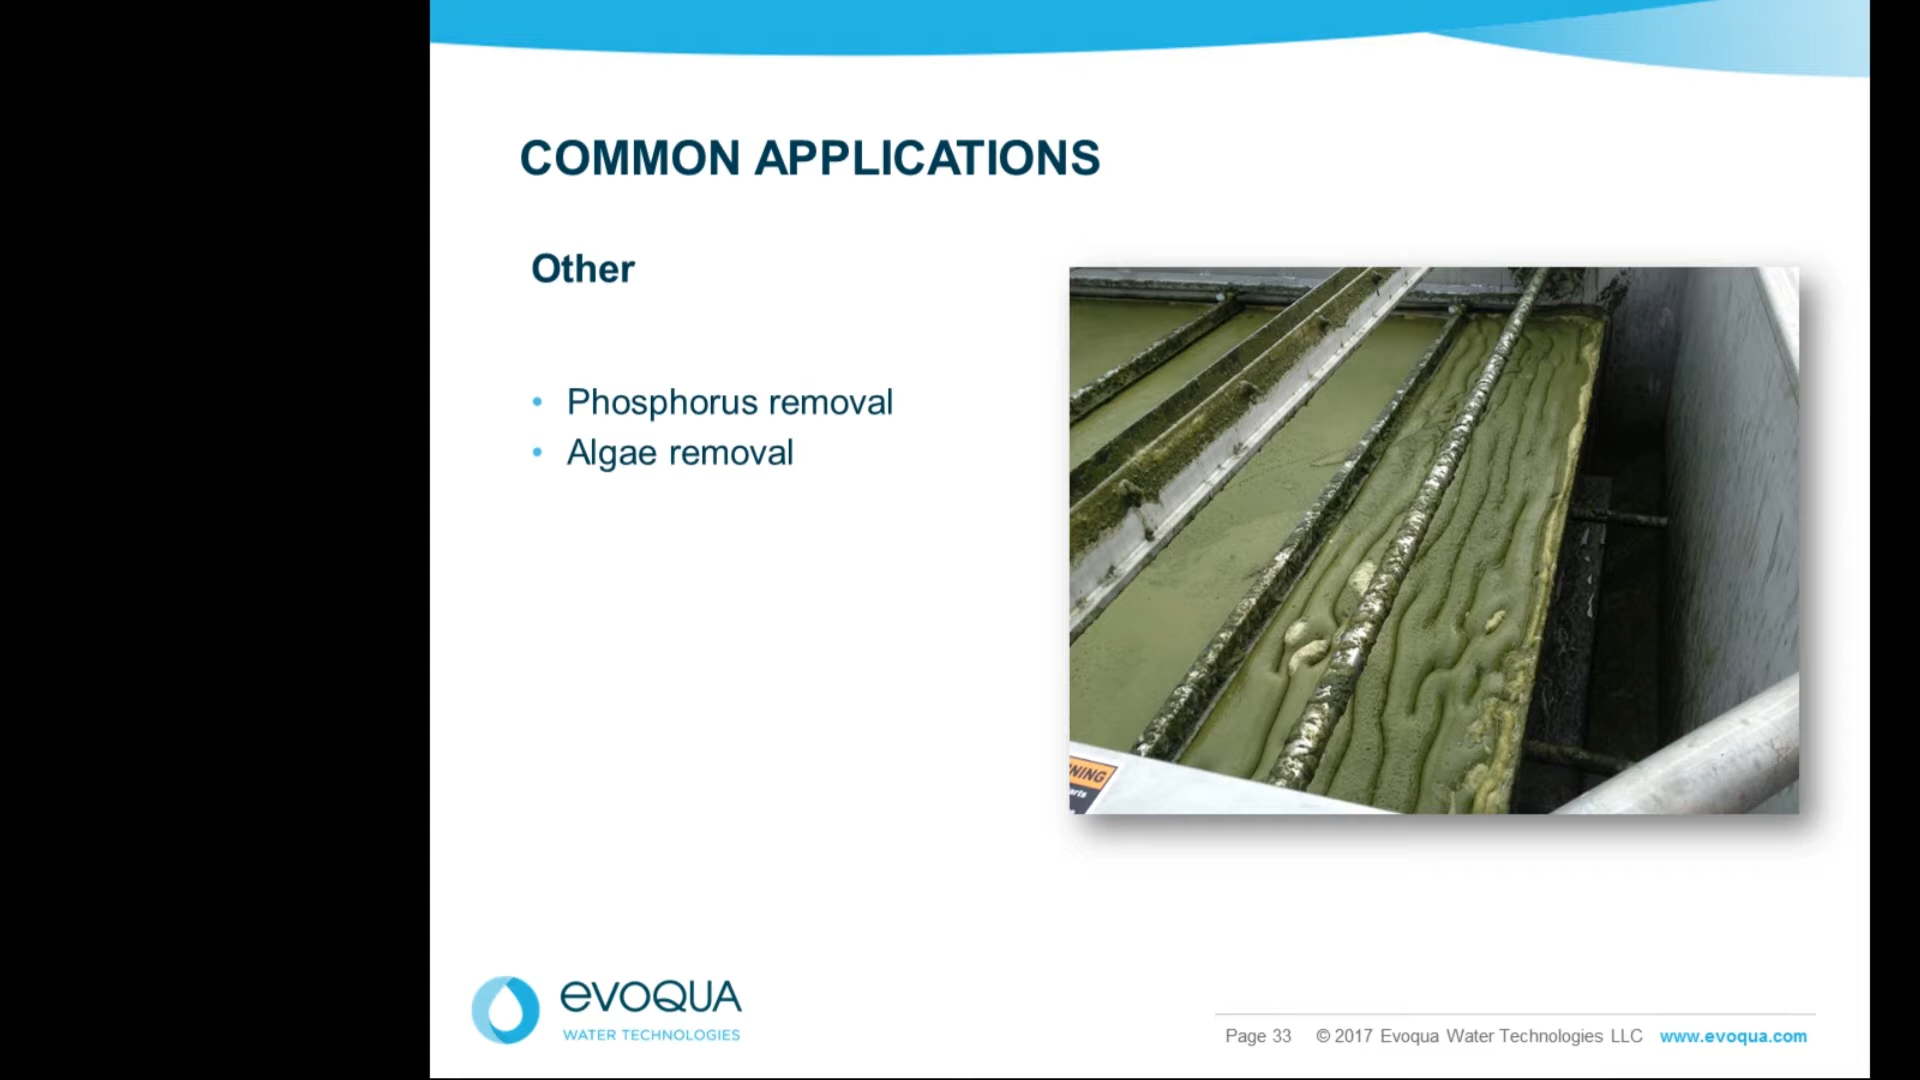 COMMON APPLICATIONS
Other
• Phosphorus removal
• Algae removal
NING
arts
evoqua
WATER TECHNOLOGIES
Page 33 © 2017 Evoqua Water Technologies LLC www.evoqua.com